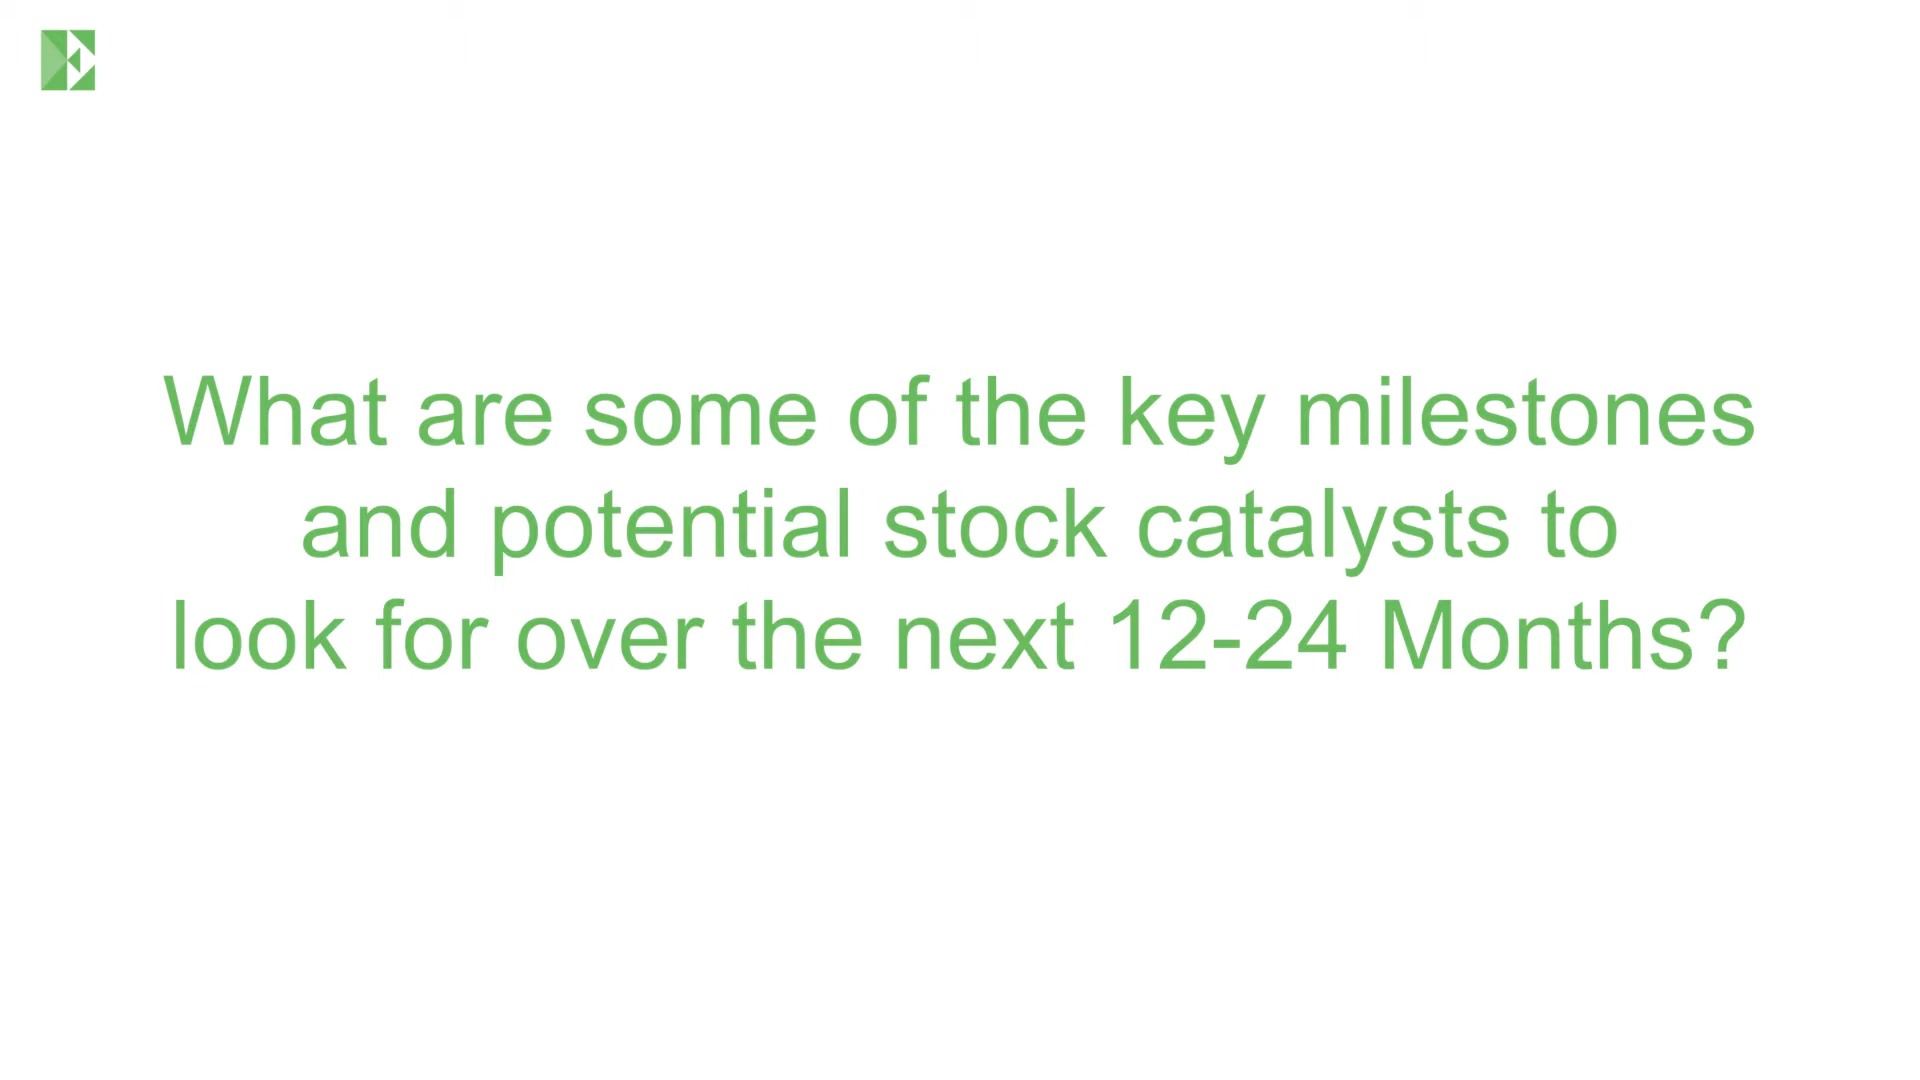 What are some of the key milestones
and potential stock catalysts to
look for over the next 12-24 Months?